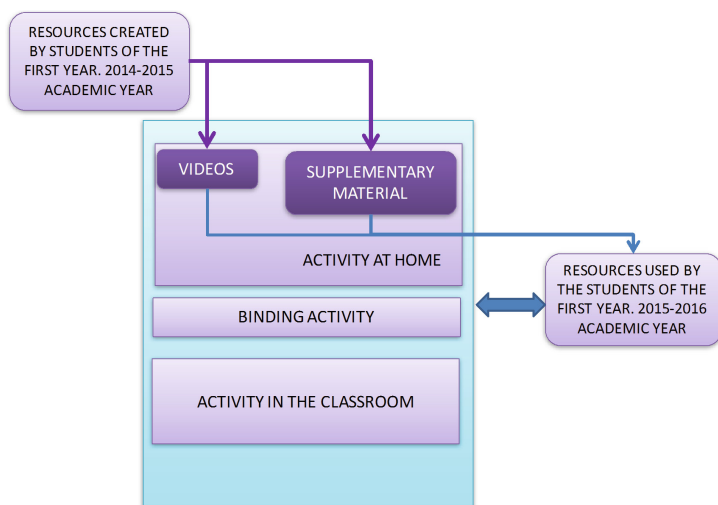 RESOURCES CREATED
BY STUDENTS OF THE
FIRST YEAR. 2014-2015
ACADEMIC YEAR
VIDEOS
SUPPLEMENTARY
MATERIAL
ACTIVITY AT HOME
RESOURCES USED BY
THE STUDENTS OF THE
FIRST YEAR. 2015-2016
ACADEMIC YEAR
BINDING ACTIVITY
ACTIVITY IN THE CLASSROOM